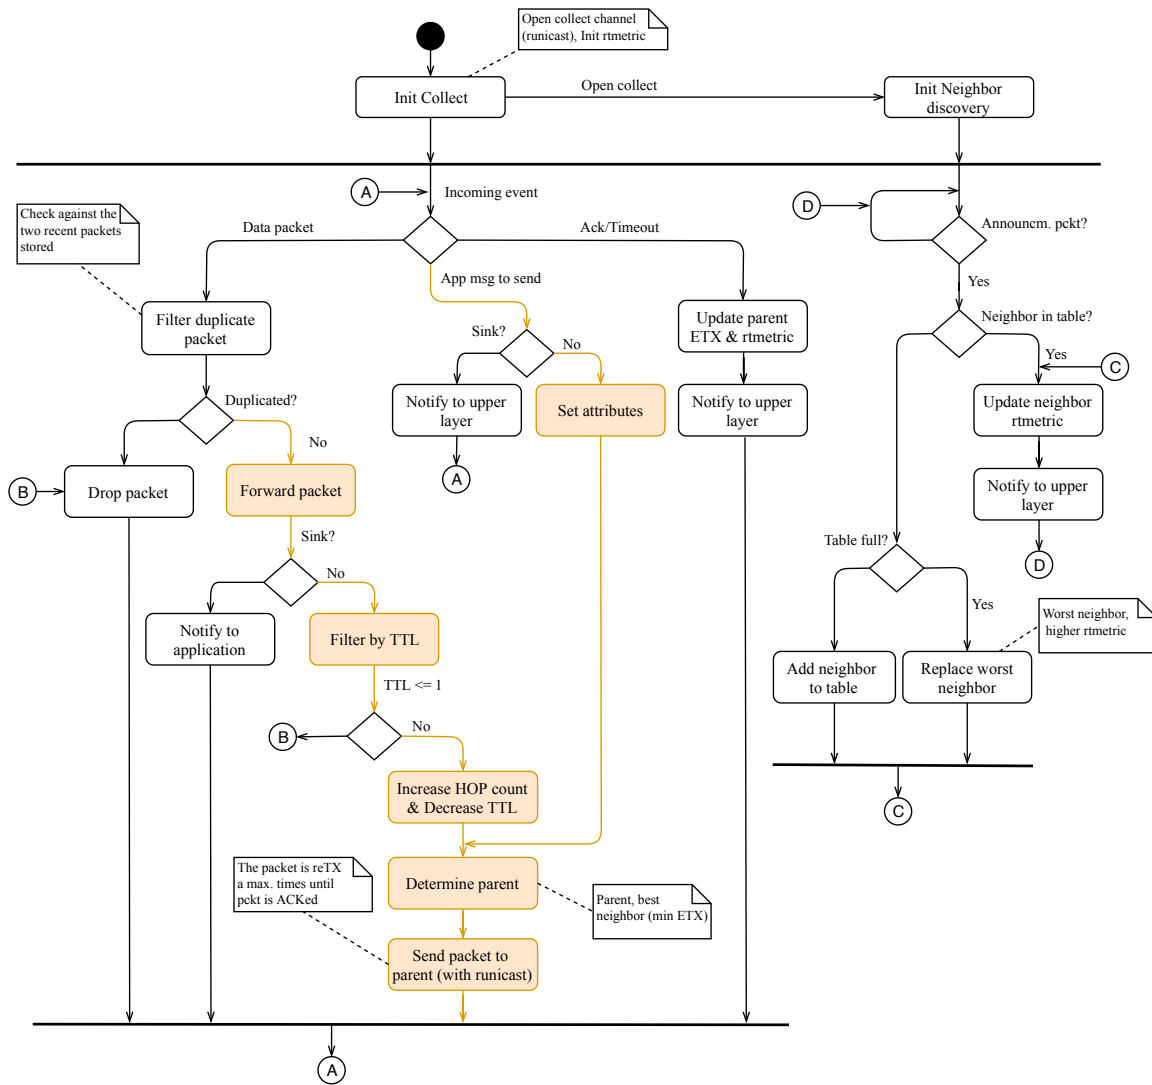 Open collect channel
(runicast), Init rtmetric
Init Collect
Open collect
Init Neighbor
discovery
A
Incoming event
D
Announcm. pckt?
Check against the
two recent packets
stored
Data packet
Ack/Timeout
App msg to send
Yes
Filter duplicate
packet
Sink?
No
Update parent
ETX & rtmetric
Neighbor in table?
Yes
C
Duplicated?
Notify to upper
layer
Set attributes
Notify to upper
layer
Update neighbor
rtmetric
No
A
B
Drop packet
Forward packet
Notify to upper
layer
Sink?
Table full?
D
No
Yes
Notify to
application
Filter by TTL
Worst neighbor,
higher rtmetric
TTL <= 1
Add neighbor
to table
Replace worst
neighbor
B
No
Increase HOP count
& Decrease TTL
C
The packet is reTX
a max. times until
pckt is ACKed
Determine parent
Parent, best
neighbor (min ETX)
Send packet to
parent (with runicast)
A